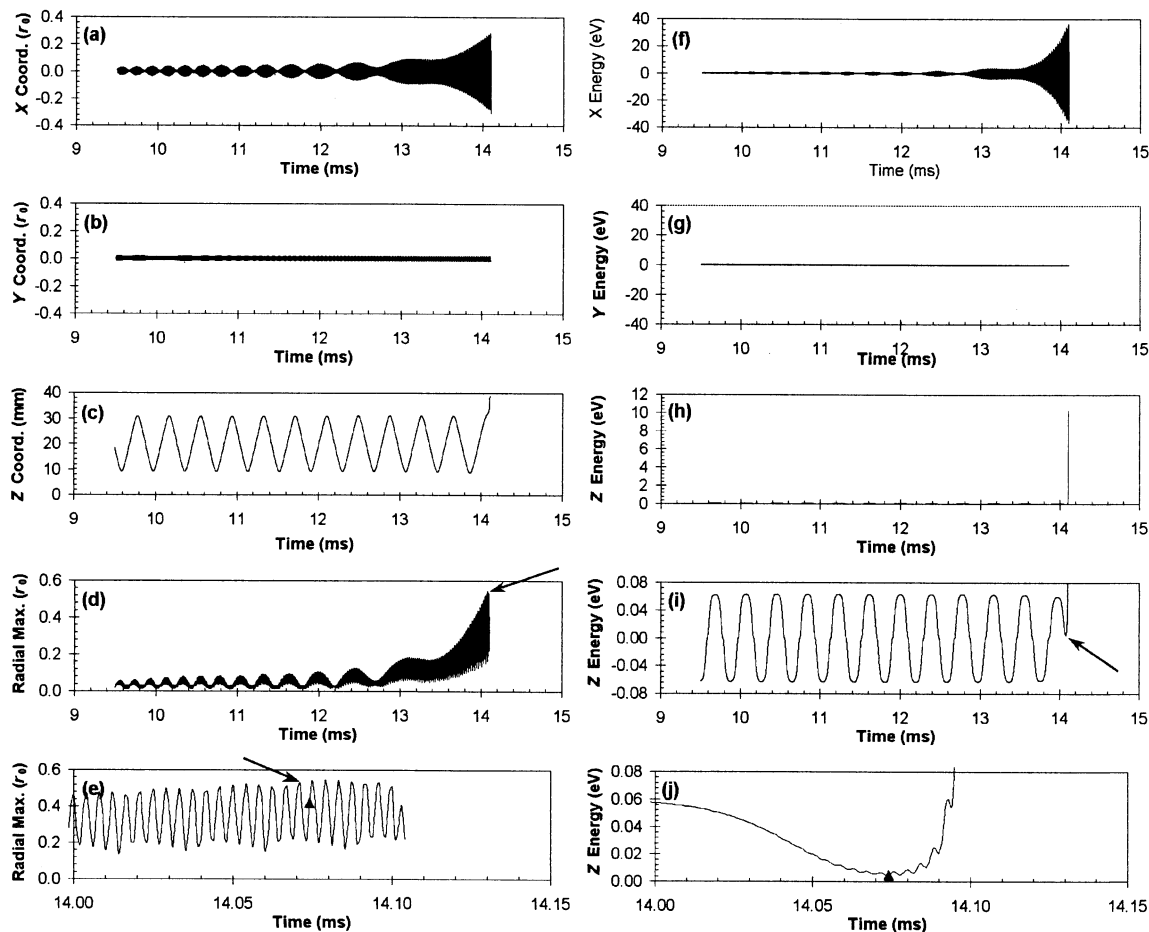 (a)
X Coord. (r₀)
0.4
0.2
0.0
-0.2
-0.4
9 10 11 12 13 14 15
Time (ms)
(b)
Y Coord. (r₀)
0.4
0.2
0.0
-0.2
-0.4
9 10 11 12 13 14 15
Time (ms)
(c)
Z Coord. (mm)
40
30
20
10
0
9 10 11 12 13 14 15
Time (ms)
(d)
Radial Max. (r₀)
0.6
0.4
0.2
0.0
9 10 11 12 13 14 15
Time (ms)
(e)
Radial Max. (r₀)
0.6
0.4
0.2
0.0
14.00 14.05 14.10 14.15
Time (ms)
(f)
X Energy (eV)
40
20
0
-20
-40
9 10 11 12 13 14 15
Time (ms)
(g)
Y Energy (eV)
40
20
0
-20
-40
9 10 11 12 13 14 15
Time (ms)
(h)
Z Energy (eV)
12
10
8
6
4
2
0
9 10 11 12 13 14 15
Time (ms)
(i)
Z Energy (eV)
0.08
0.04
0.00
-0.04
-0.08
9 10 11 12 13 14 15
Time (ms)
(j)
Z Energy (eV)
0.08
0.06
0.04
0.02
0.00
14.00 14.05 14.10 14.15
Time (ms)